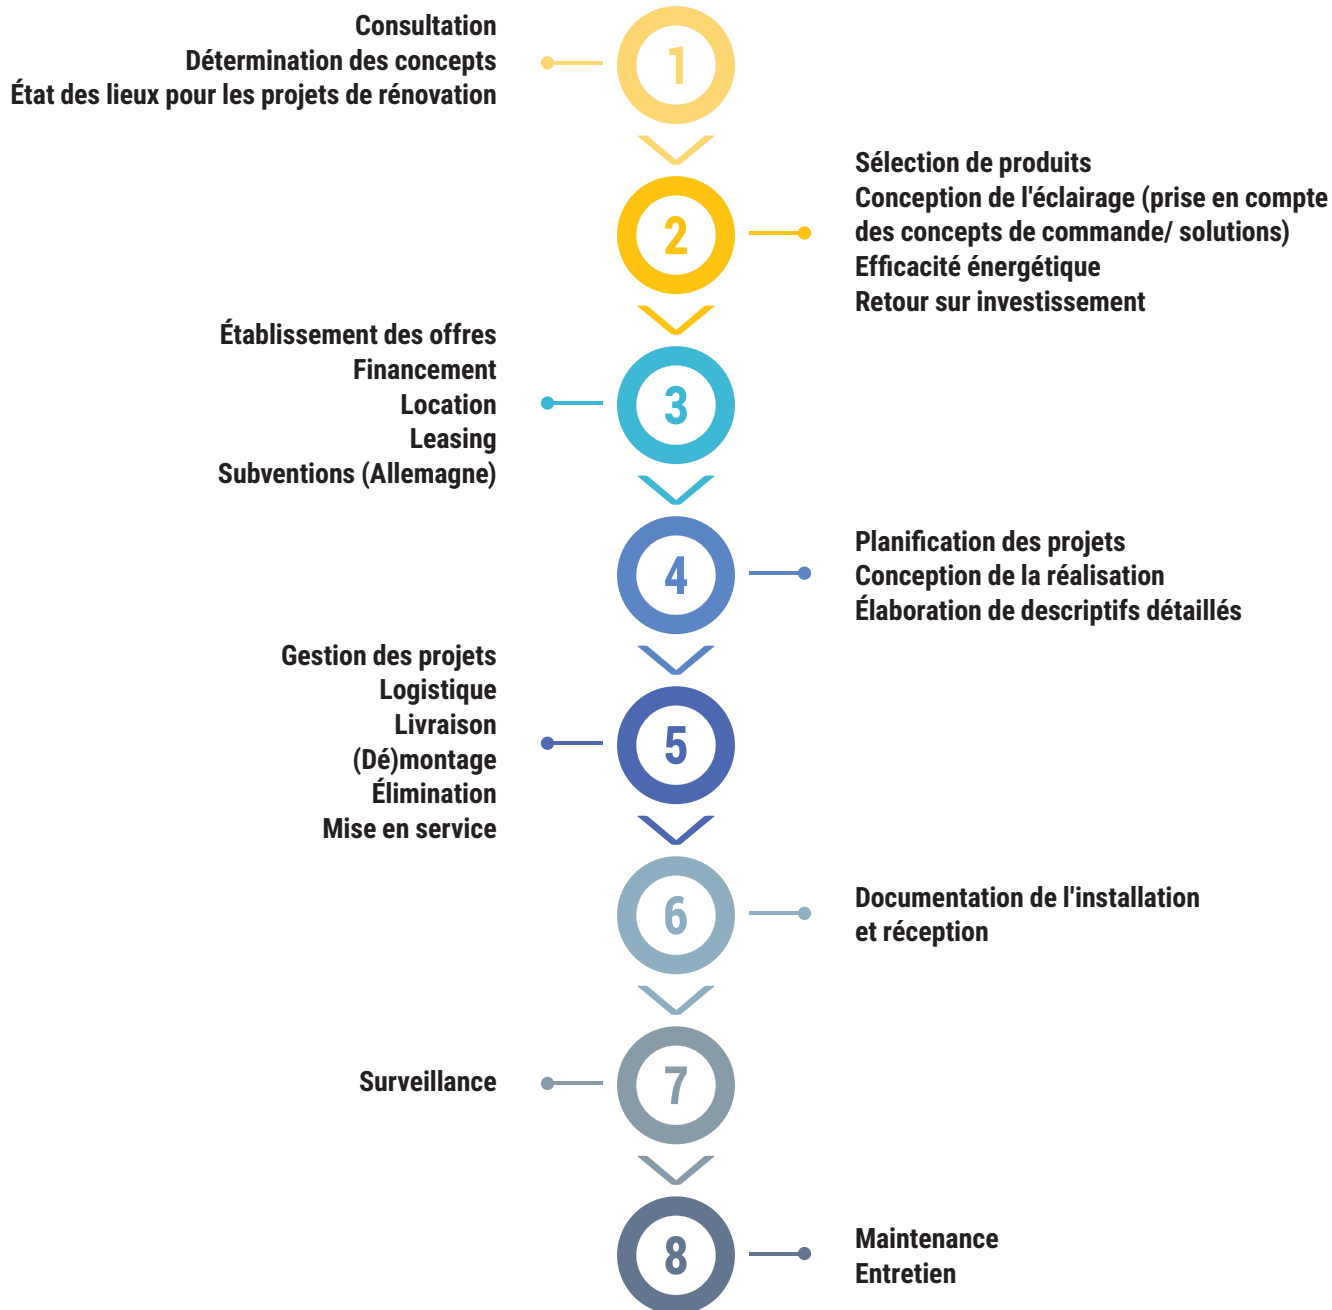 Consultation
Détermination des concepts
État des lieux pour les projets de rénovation
1
2
Sélection de produits
Conception de l'éclairage (prise en compte
des concepts de commande/ solutions)
Efficacité énergétique
Retour sur investissement
Établissement des offres
Financement
Location
Leasing
Subventions (Allemagne)
3
4
Planification des projets
Conception de la réalisation
Élaboration de descriptifs détaillés
Gestion des projets
Logistique
Livraison
(Dé)montage
Élimination
Mise en service
5
6
Documentation de l'installation
et réception
Surveillance
7
8
Maintenance
Entretien